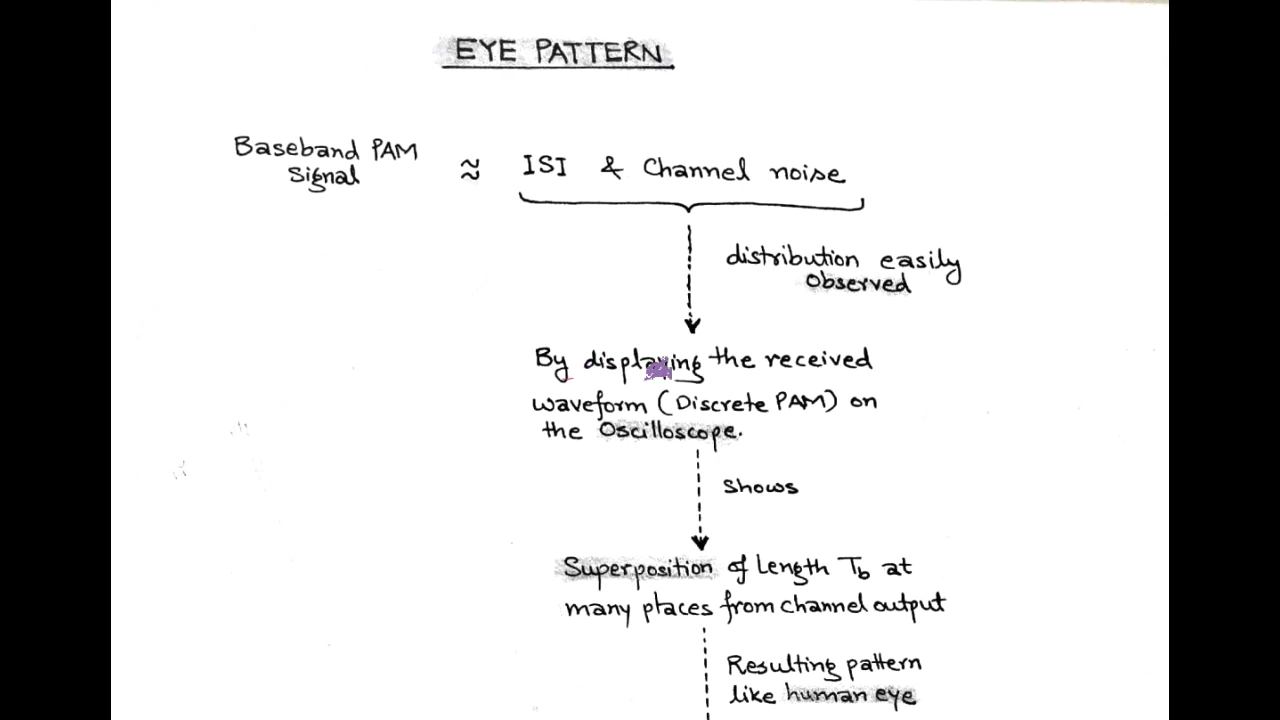 EYE PATTERN
Baseband PAM
Signal
≈ ISI & Channel noise
distribution easily
Observed
By displaying the received
waveform (Discrete PAM) on
the Oscilloscope.
Shows
Superposition of Length Tb at
many places from channel output
Resulting pattern
like human eye